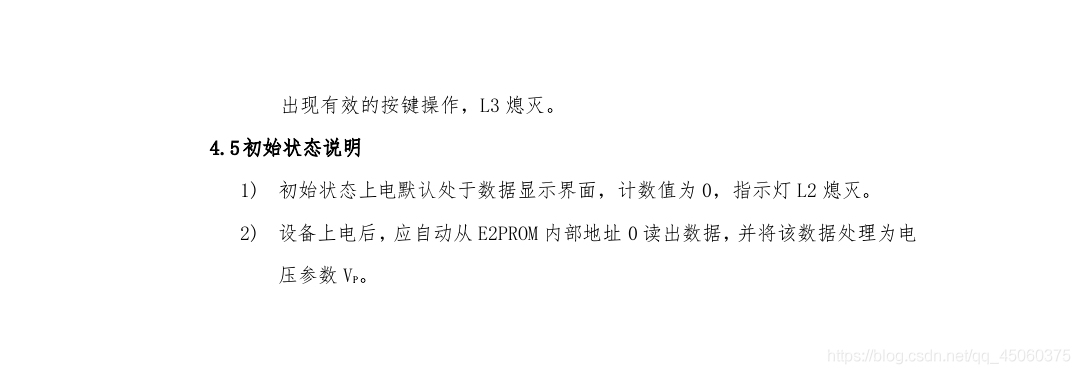 出现有效的按键操作，L3 熄灭。
4.5初始状态说明
1) 初始状态上电默认处于数据显示界面，计数值为 0，指示灯 L2 熄灭。
2) 设备上电后，应自动从 E2PROM 内部地址 0 读出数据，并将该数据处理为电
压参数 VP。
https://blog.csdn.net/qq_45060375